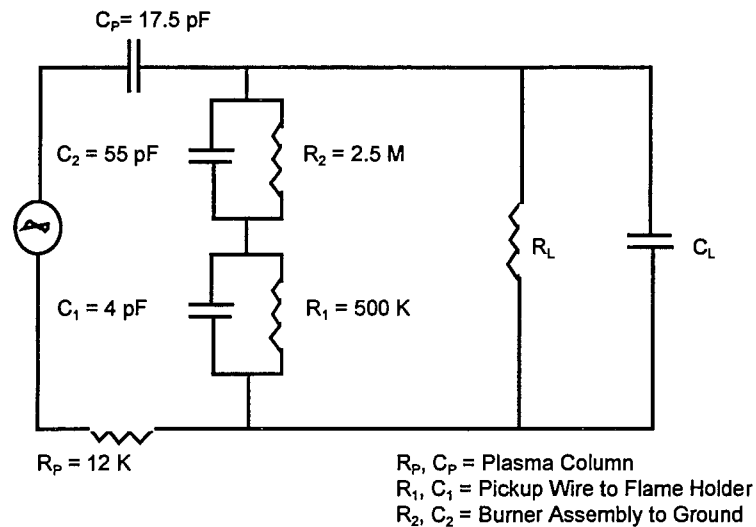 C_P= 17.5 pF
C_2 = 55 pF
R_2 = 2.5 M
R_L
C_L
C_1 = 4 pF
R_1 = 500 K
R_P = 12 K
R_P, C_P = Plasma Column
R_1, C_1 = Pickup Wire to Flame Holder
R_2, C_2 = Burner Assembly to Ground